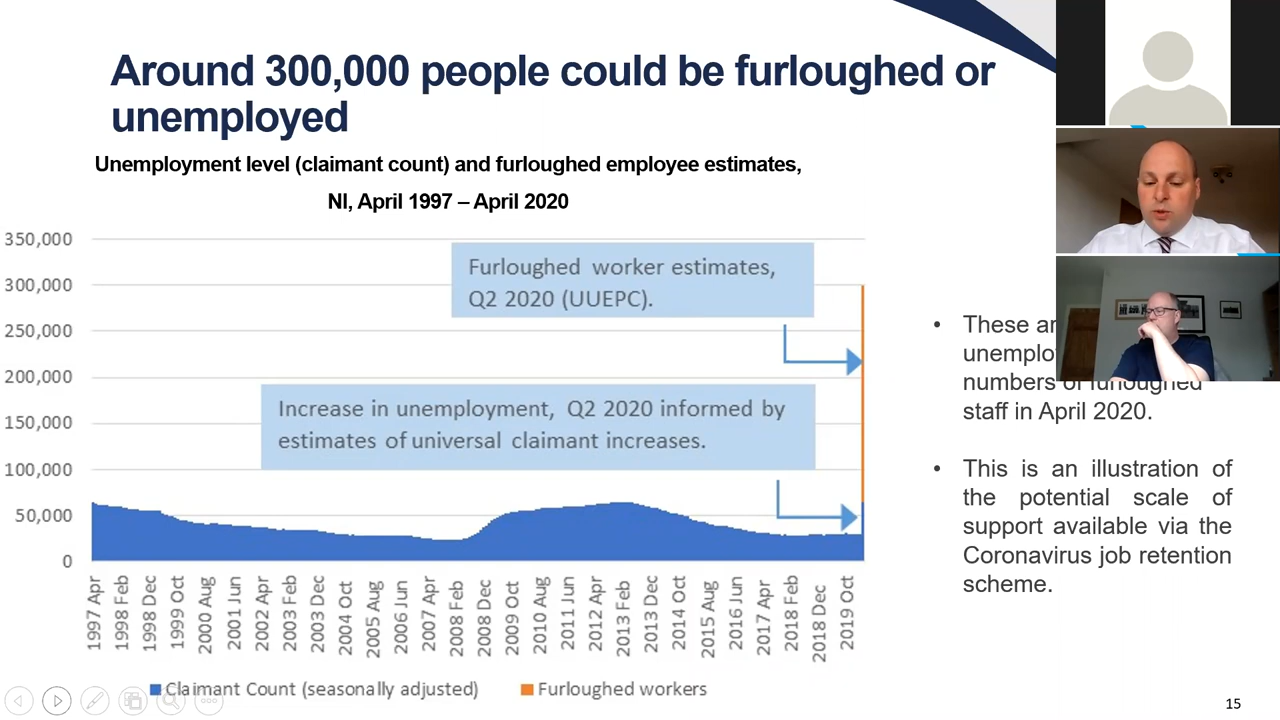 Around 300,000 people could be furloughed or
unemployed
Unemployment level (claimant count) and furloughed employee estimates,
NI, April 1997 – April 2020
350,000
300,000
250,000
200,000
150,000
100,000
50,000
0
Furloughed worker estimates,
Q2 2020 (UUEPC).
Increase in unemployment, Q2 2020 informed by
estimates of universal claimant increases.
1997 Apr
1998 Feb
1998 Dec
1999 Oct
2000 Aug
2001 Jun
2002 Apr
2003 Feb
2003 Dec
2004 Oct
2005 Aug
2006 Jun
2007 Apr
2008 Feb
2008 Dec
2009 Oct
2010 Aug
2011 Jun
2012 Apr
2013 Feb
2013 Dec
2014 Oct
2015 Aug
2016 Jun
2017 Apr
2018 Feb
2018 Dec
2019 Oct
Claimant Count (seasonally adjusted)
Furloughed workers
• These
numbers of furloughed
staff in April 2020.
• This is an illustration of
the potential scale of
support available via the
Coronavirus job retention
scheme.
15